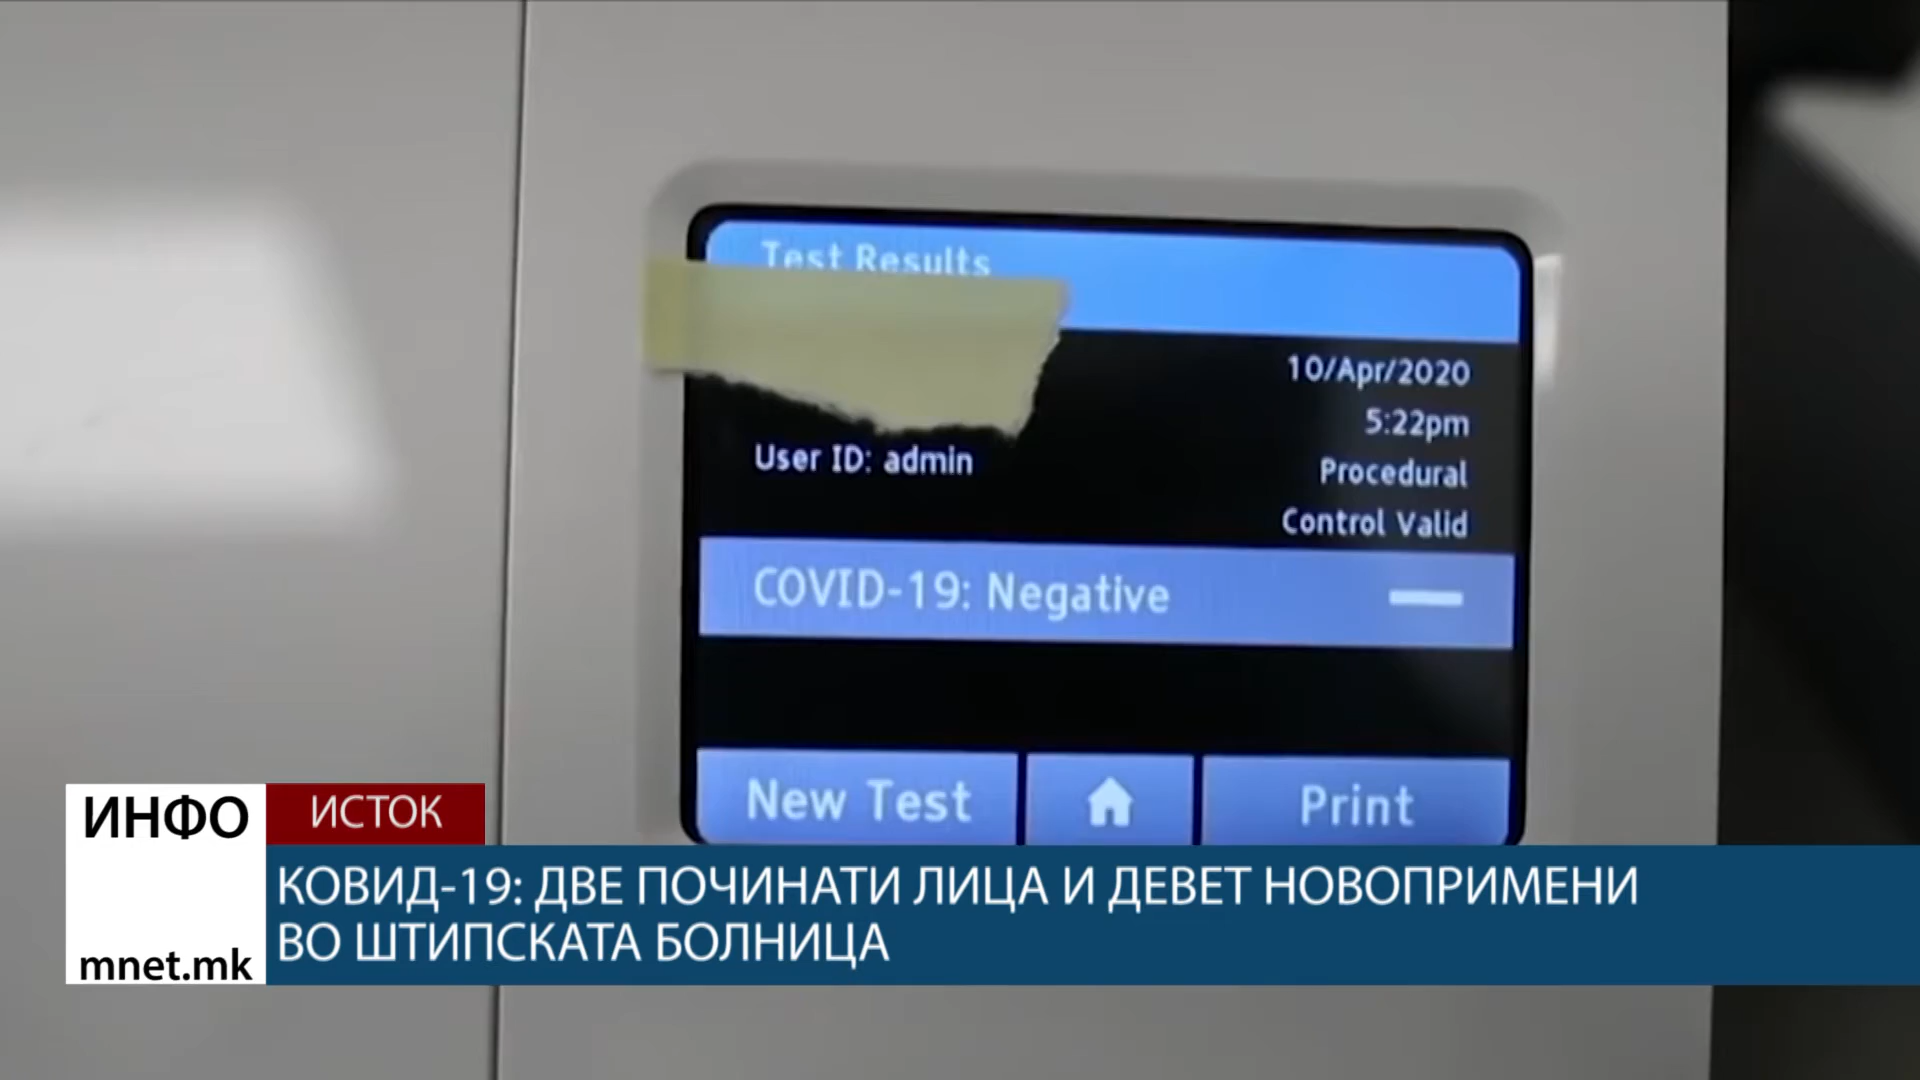 Test Results
10/Apr/2020
5:22pm
User ID: admin
Procedural
Control Valid
COVID-19: Negative
New Test
Print
ИНФО
ИСТОК
КОВИД-19: ДВЕ ПОЧИНАТИ ЛИЦА И ДЕВЕТ НОВОПРИМЕНИ
ВО ШТИПСКАТА БОЛНИЦА
mnet.mk